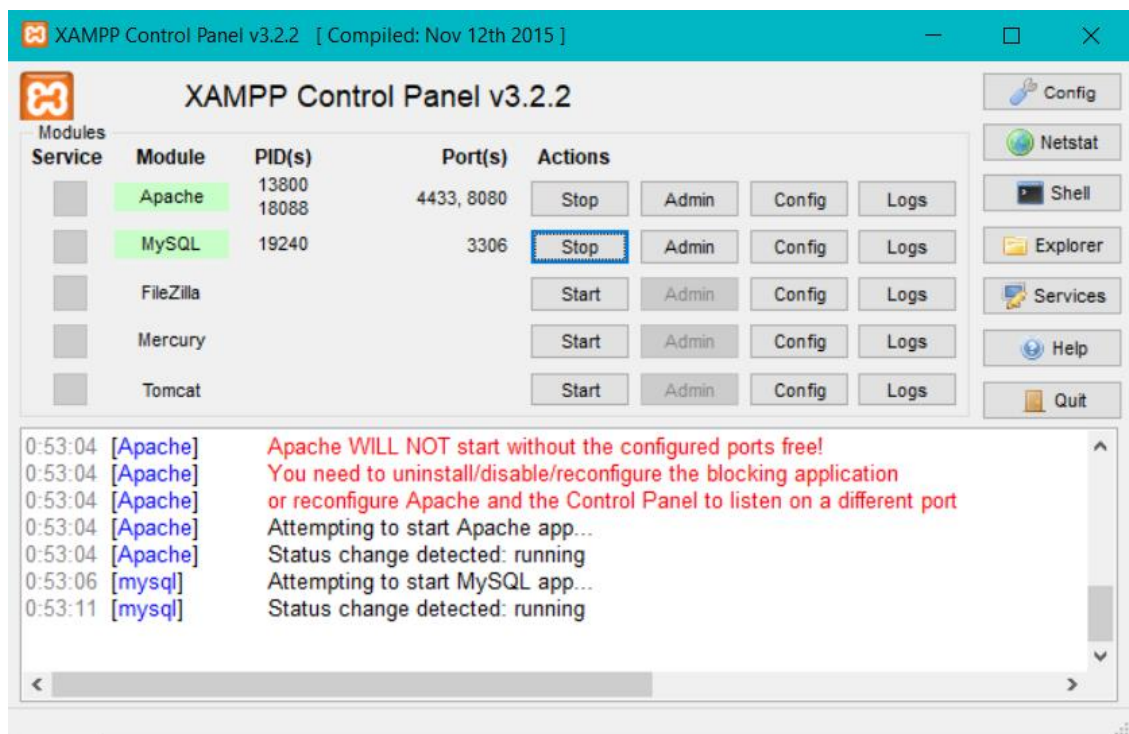 XAMPP Control Panel v3.2.2 [ Compiled: Nov 12th 2015 ]
XAMPP Control Panel v3.2.2
Config
Modules
Service Module PID(s) Port(s) Actions
Netstat
Apache 13800 18088 4433, 8080 Stop Admin Config Logs
Shell
MySQL 19240 3306 Stop Admin Config Logs
Explorer
FileZilla Start Admin Config Logs
Services
Mercury Start Admin Config Logs
Help
Tomcat Start Admin Config Logs
Quit
0:53:04 [Apache] Apache WILL NOT start without the configured ports free!
0:53:04 [Apache] You need to uninstall/disable/reconfigure the blocking application
0:53:04 [Apache] or reconfigure Apache and the Control Panel to listen on a different port
0:53:04 [Apache] Attempting to start Apache app...
0:53:04 [Apache] Status change detected: running
0:53:06 [mysql] Attempting to start MySQL app...
0:53:11 [mysql] Status change detected: running